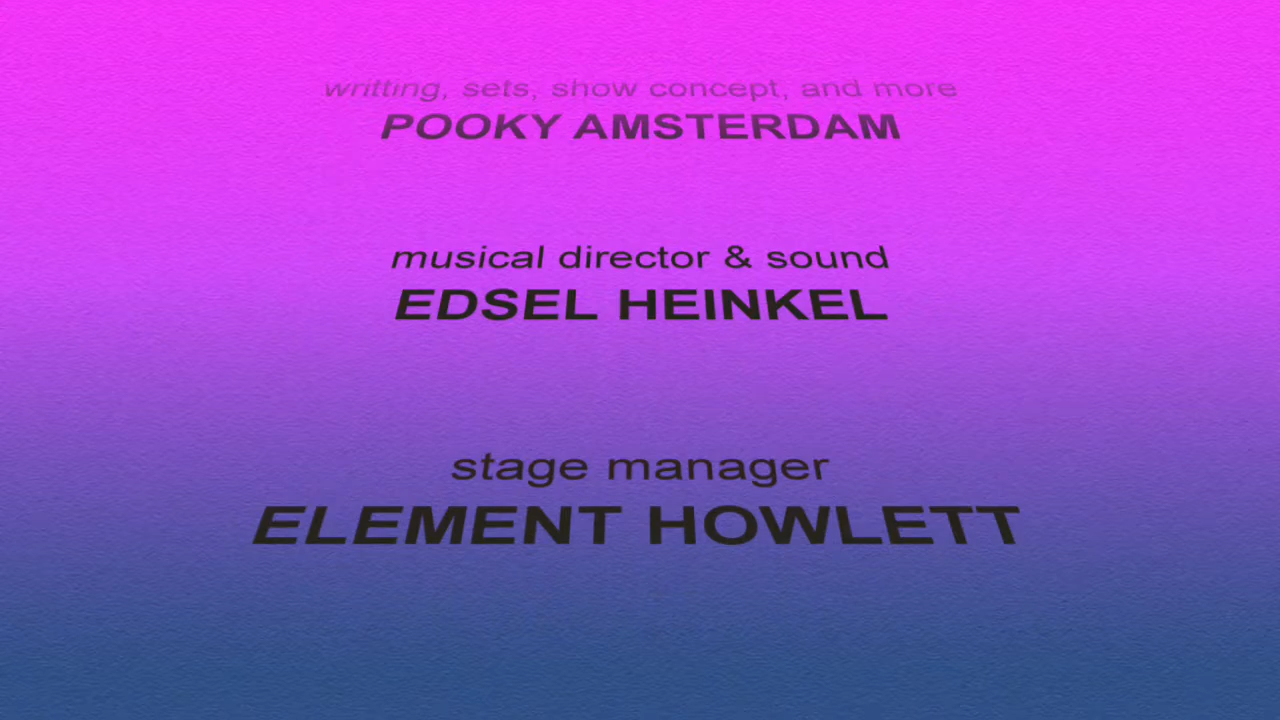 writting, sets, show concept, and more
POOKY AMSTERDAM
musical director & sound
EDSEL HEINKEL
stage manager
ELEMENT HOWLETT